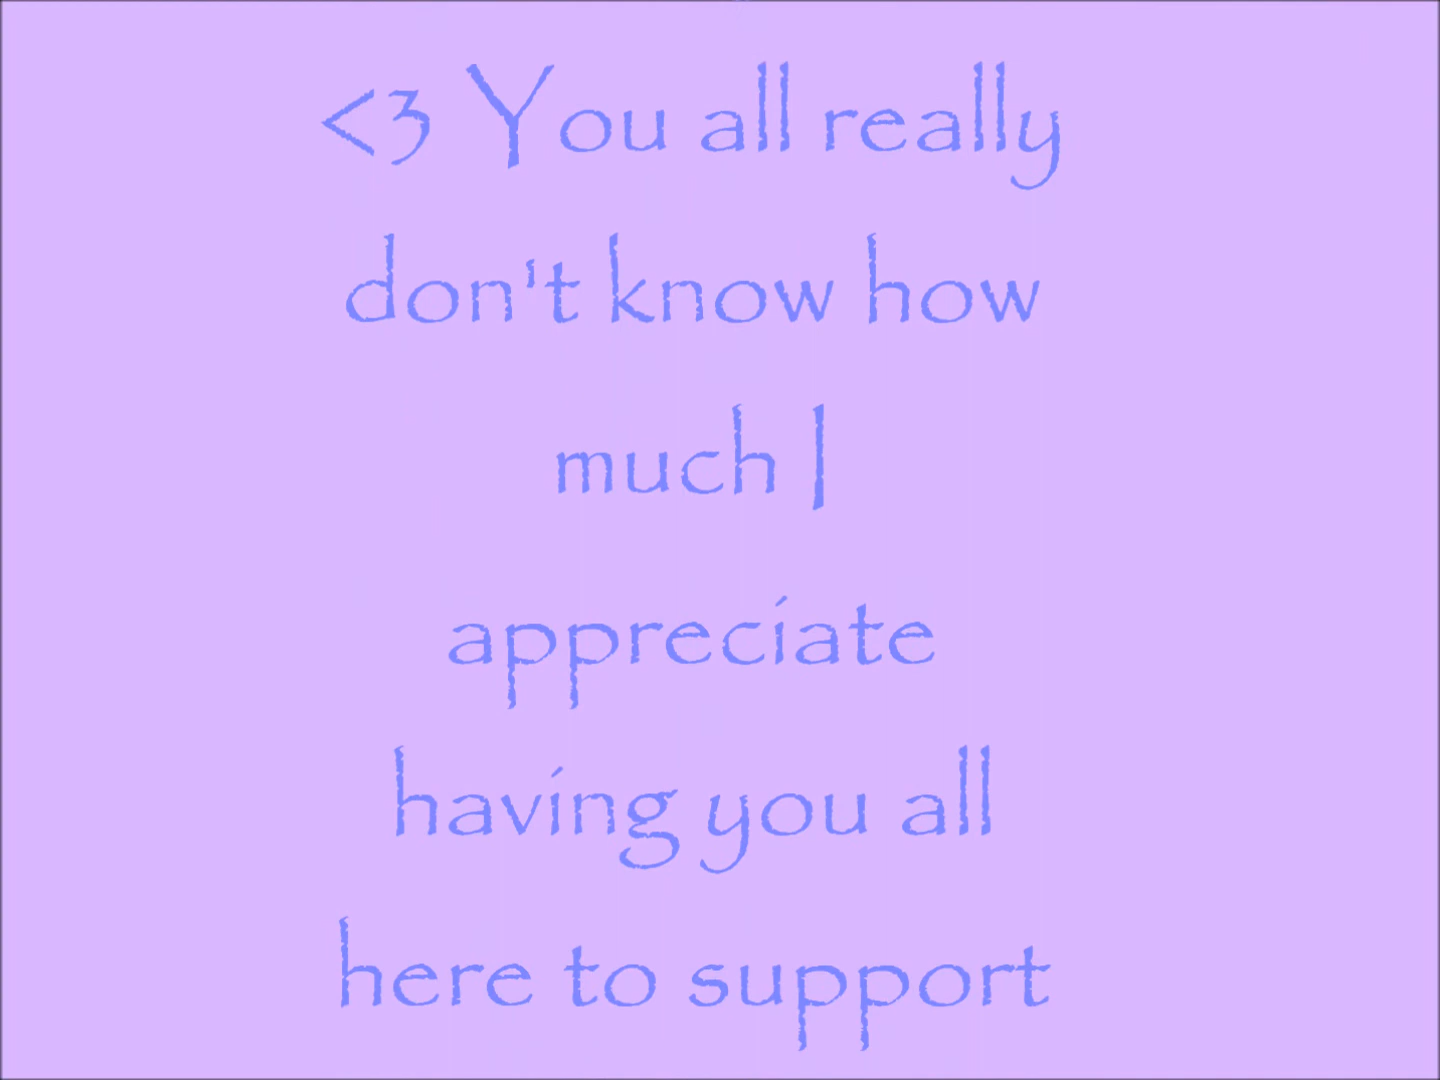 <3 You all really
don't know how
much I
appreciate
having you all
here to support